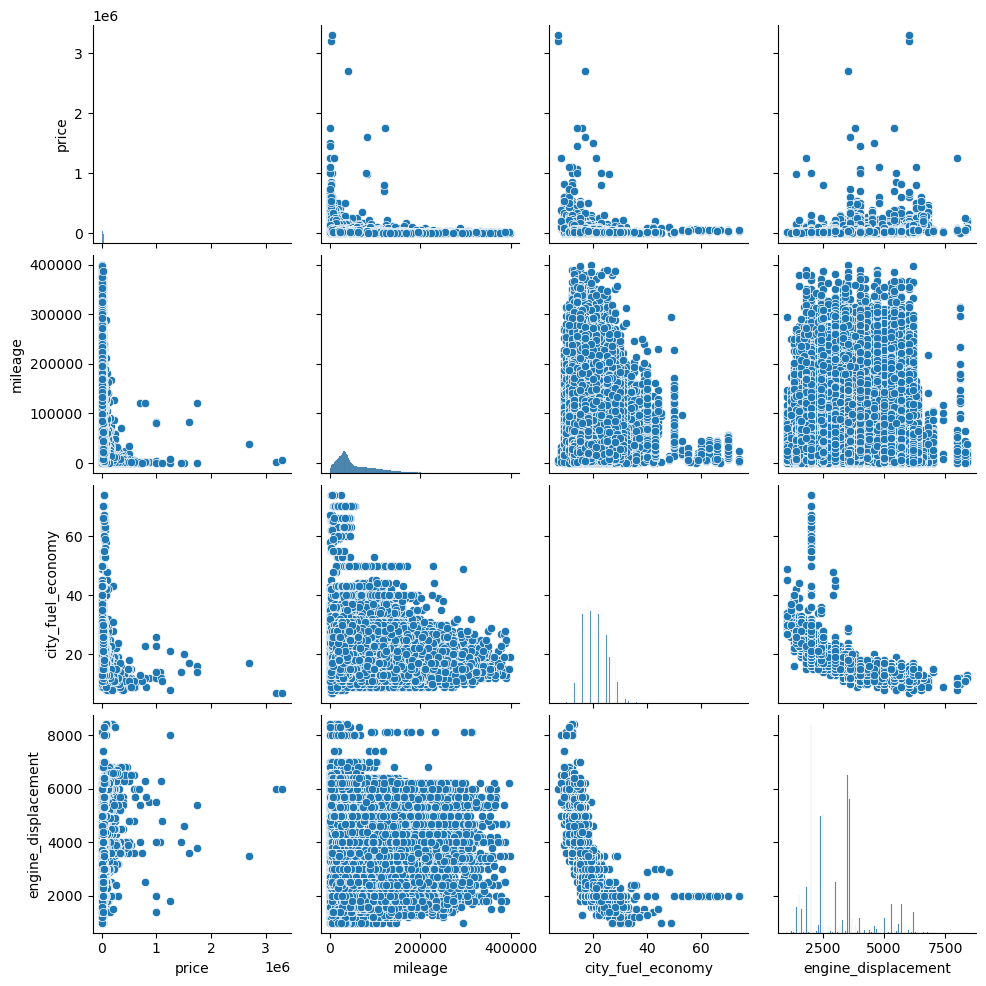 1e6
3
2
1
0
price
400000
300000
200000
100000
0
mileage
60
40
20
city_fuel_economy
8000
6000
4000
2000
engine_displacement
0 1 2 3 0 200000 400000 20 40 60 2500 5000 7500
1e6
price mileage city_fuel_economy engine_displacement